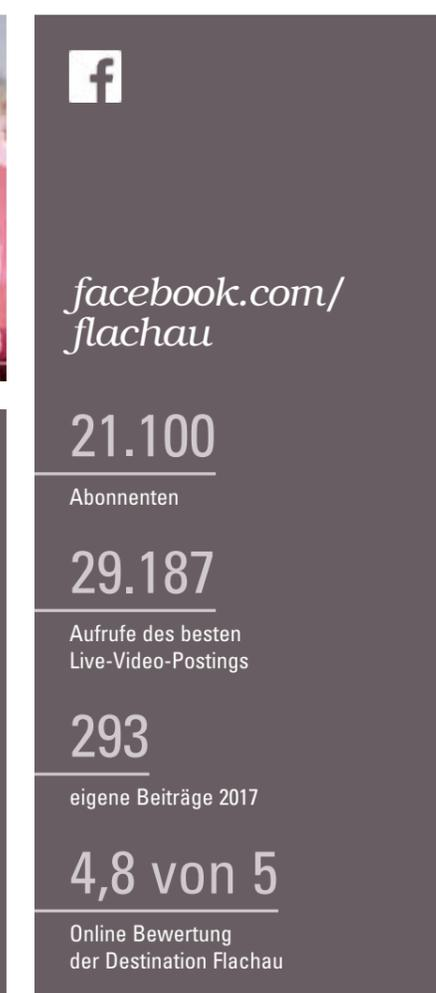 f
facebook.com/
flachau
21.100
Abonnenten
29.187
Aufrufe des besten
Live-Video-Postings
293
eigene Beiträge 2017
4,8 von 5
Online Bewertung
der Destination Flachau